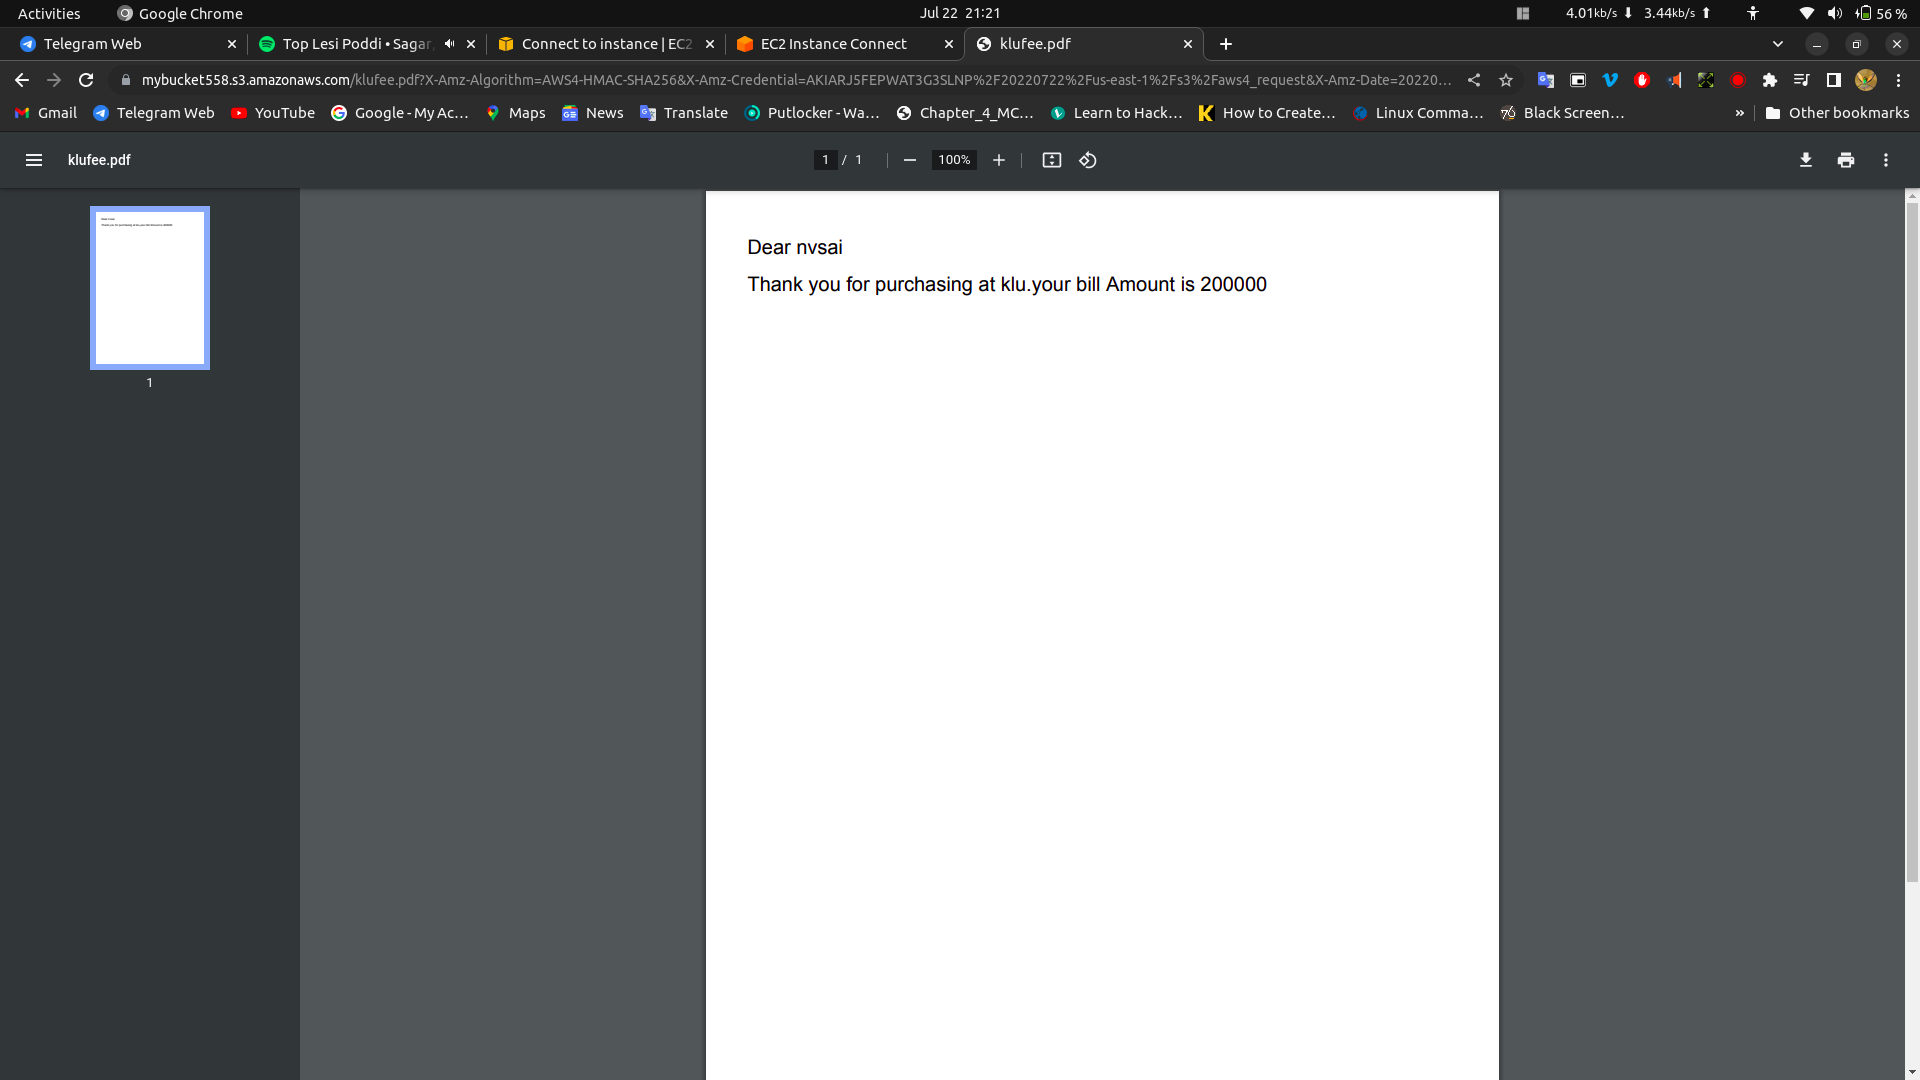 Activities
Google Chrome
Jul 22 21:21
4.01kb/s 3.44kb/s
56 %
Telegram Web
Top Lesi Poddi • Sagar,
Connect to instance | EC2
EC2 Instance Connect
klufee.pdf
mybucket558.s3.amazonaws.com/klufee.pdf?X-Amz-Algorithm=AWS4-HMAC-SHA256&X-Amz-Credential=AKIARJ5FEPWAT3G3SLNP%2F20220722%2Fus-east-1%2Fs3%2Faws4_request&X-Amz-Date=20220...
Gmail
Telegram Web
YouTube
Google - My Ac...
Maps
News
Translate
Putlocker - Wa...
Chapter_4_MC...
Learn to Hack...
How to Create...
Linux Comma...
Black Screen...
»
Other bookmarks
klufee.pdf
1 / 1
100%
Dear nvsai
Thank you for purchasing at klu.your bill Amount is 200000
1